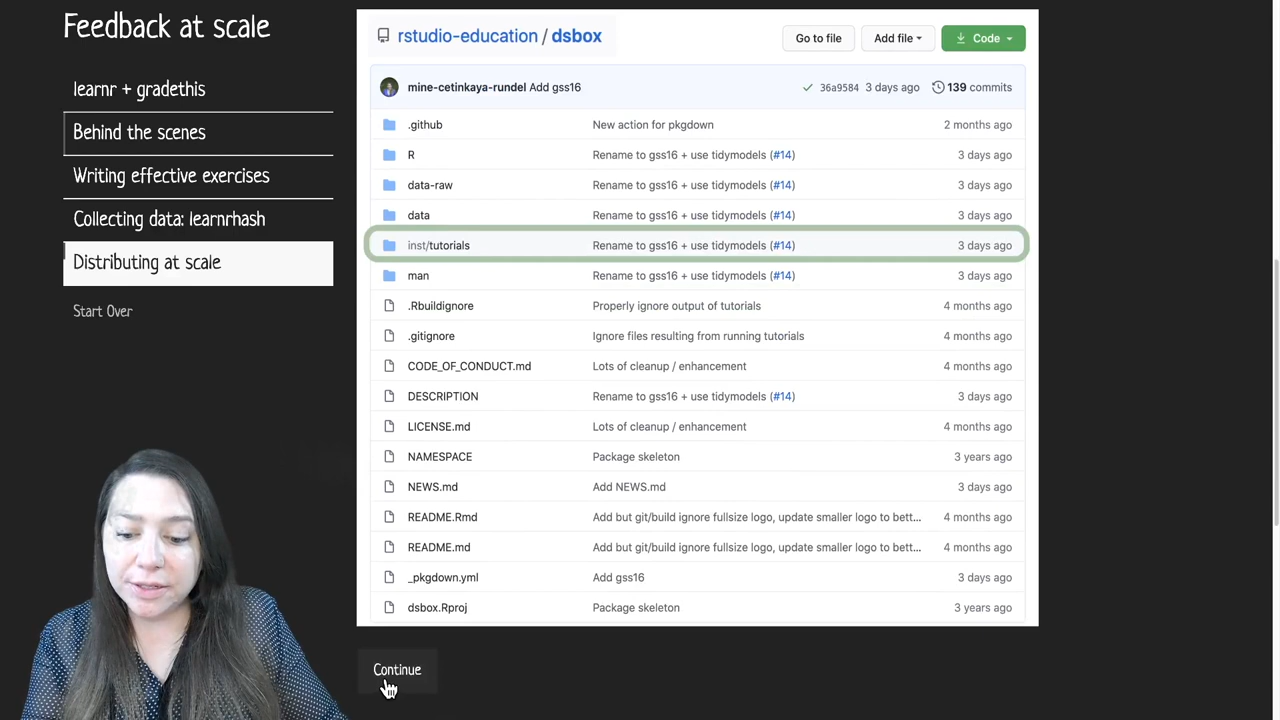 Feedback at scale
learnr + gradethis
Behind the scenes
Writing effective exercises
Collecting data: learnrhash
Distributing at scale
Start Over
rstudio-education / dsbox
Go to file
Add file
Code
mine-cetinkaya-rundel Add gss16
36a9584 3 days ago 139 commits
.github New action for pkgdown 2 months ago
R Rename to gss16 + use tidymodels (#14) 3 days ago
data-raw Rename to gss16 + use tidymodels (#14) 3 days ago
data Rename to gss16 + use tidymodels (#14) 3 days ago
inst/tutorials Rename to gss16 + use tidymodels (#14) 3 days ago
man Rename to gss16 + use tidymodels (#14) 3 days ago
.Rbuildignore Properly ignore output of tutorials 4 months ago
.gitignore Ignore files resulting from running tutorials 4 months ago
CODE_OF_CONDUCT.md Lots of cleanup / enhancement 4 months ago
DESCRIPTION Rename to gss16 + use tidymodels (#14) 3 days ago
LICENSE.md Lots of cleanup / enhancement 4 months ago
NAMESPACE Package skeleton 3 years ago
NEWS.md Add NEWS.md 3 days ago
README.Rmd Add but git/build ignore fullsize logo, update smaller logo to bett... 4 months ago
README.md Add but git/build ignore fullsize logo, update smaller logo to bett... 4 months ago
_pkgdown.yml Add gss16 3 days ago
dsbox.Rproj Package skeleton 3 years ago
Continue